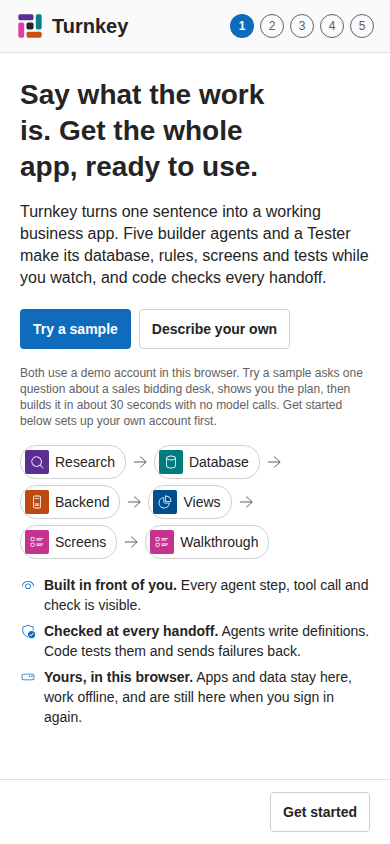 Turnkey 1 2 3 4 5
Say what the work
is. Get the whole
app, ready to use.
Turnkey turns one sentence into a working
business app. Five builder agents and a Tester
make its database, rules, screens and tests while
you watch, and code checks every handoff.
Try a sample Describe your own
Both use a demo account in this browser. Try a sample asks one
question about a sales bidding desk, shows you the plan, then
builds it in about 30 seconds with no model calls. Get started
below sets up your own account first.
Research → Database →
Backend → Views →
Screens → Walkthrough
Built in front of you. Every agent step, tool call and
check is visible.
Checked at every handoff. Agents write definitions.
Code tests them and sends failures back.
Yours, in this browser. Apps and data stay here,
work offline, and are still here when you sign in
again.
Get started